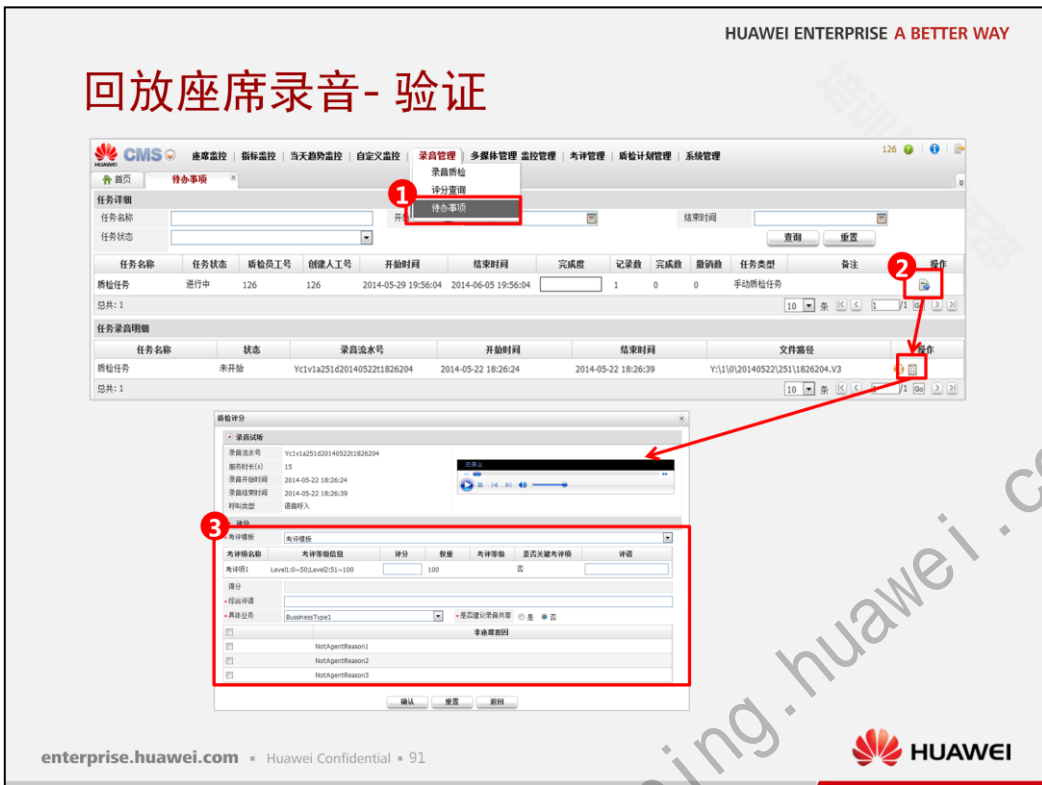 HUAWEI ENTERPRISE A BETTER WAY
回放座席录音- 验证
HUAWEI CMS 座席监控 | 指标监控 | 当天趋势监控 | 自定义监控 | 录音管理 | 多媒体管理 监控管理 | 考评管理 | 质检计划管理 | 系统管理 126
首页 待办事项 ×
录音质检
评分查询
1 待办事项
任务详细
任务名称 开始 结束时间
任务状态 查询 重置
任务名称 任务状态 质检员工号 创建人工号 开始时间 结束时间 完成度 记录数 完成数 撤销数 任务类型 备注 2 操作
质检任务 进行中 126 126 2014-05-29 19:56:04 2014-06-05 19:56:04 1 0 0 手动质检任务
总共: 1 10 条 1 /1 Go
任务录音明细
任务名称 状态 录音流水号 开始时间 结束时间 文件路径 操作
质检任务 未开始 Yc1v1a251d20140522t1826204 2014-05-22 18:26:24 2014-05-22 18:26:39 Y:\1\0\20140522\251\1826204.V3
总共: 1 10 条 /1 Go
质检评分 ×
录音试听
录音流水号 Yc1v1a251d20140522t1826204
服务时长(s) 15 已停止
录音开始时间 2014-05-22 18:26:24
录音结束时间 2014-05-22 18:26:39
呼叫类型 语音呼入
3 评分
考评模板 考评模板
考评项名称 考评等级信息 评分 权重 考评等级 是否关键考评项 评语
考评项1 Level1:0~50;Level2:51~100 100 否
得分
*综合评语
*具体业务 BussinessType1 *是否建议录音共享 是 否
非座席原因
NotAgentReason1
NotAgentReason2
NotAgentReason3
确认 重置 返回
enterprise.huawei.com ▪ Huawei Confidential ▪ 91
HUAWEI